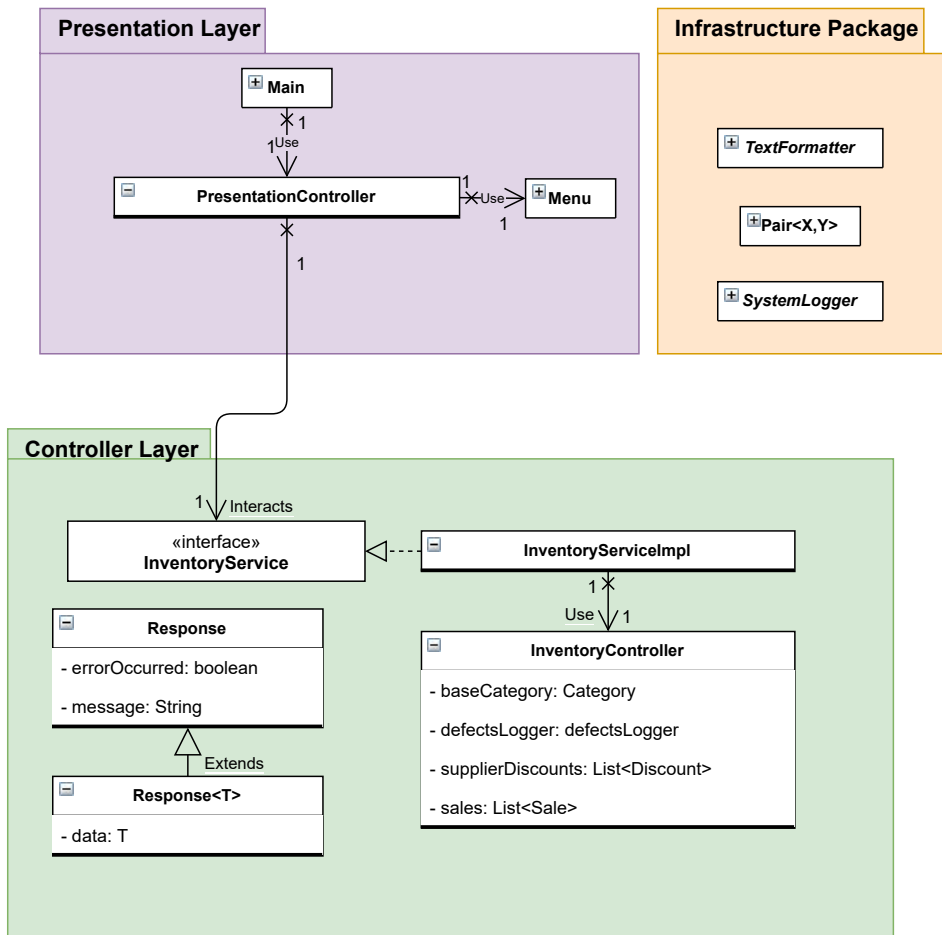 Presentation Layer
Main
1
1
Use
PresentationController
1
Use
1
Menu
1
Infrastructure Package
TextFormatter
Pair<X,Y>
SystemLogger
Controller Layer
1
Interacts
«interface»
InventoryService
InventoryServiceImpl
1
Use
1
Response
- errorOccurred: boolean
- message: String
Extends
Response<T>
- data: T
InventoryController
- baseCategory: Category
- defectsLogger: defectsLogger
- supplierDiscounts: List<Discount>
- sales: List<Sale>